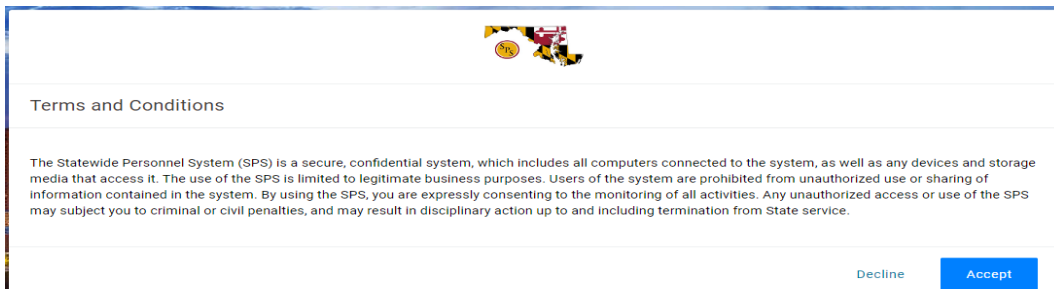 SPS
Terms and Conditions
The Statewide Personnel System (SPS) is a secure, confidential system, which includes all computers connected to the system, as well as any devices and storage
media that access it. The use of the SPS is limited to legitimate business purposes. Users of the system are prohibited from unauthorized use or sharing of
information contained in the system. By using the SPS, you are expressly consenting to the monitoring of all activities. Any unauthorized access or use of the SPS
may subject you to criminal or civil penalties, and may result in disciplinary action up to and including termination from State service.
Decline Accept